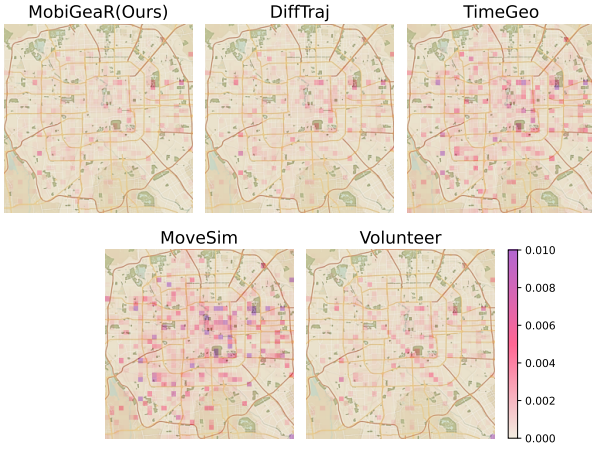 MobiGeaR(Ours)
DiffTraj
TimeGeo
MoveSim
Volunteer
0.010
0.008
0.006
0.004
0.002
0.000